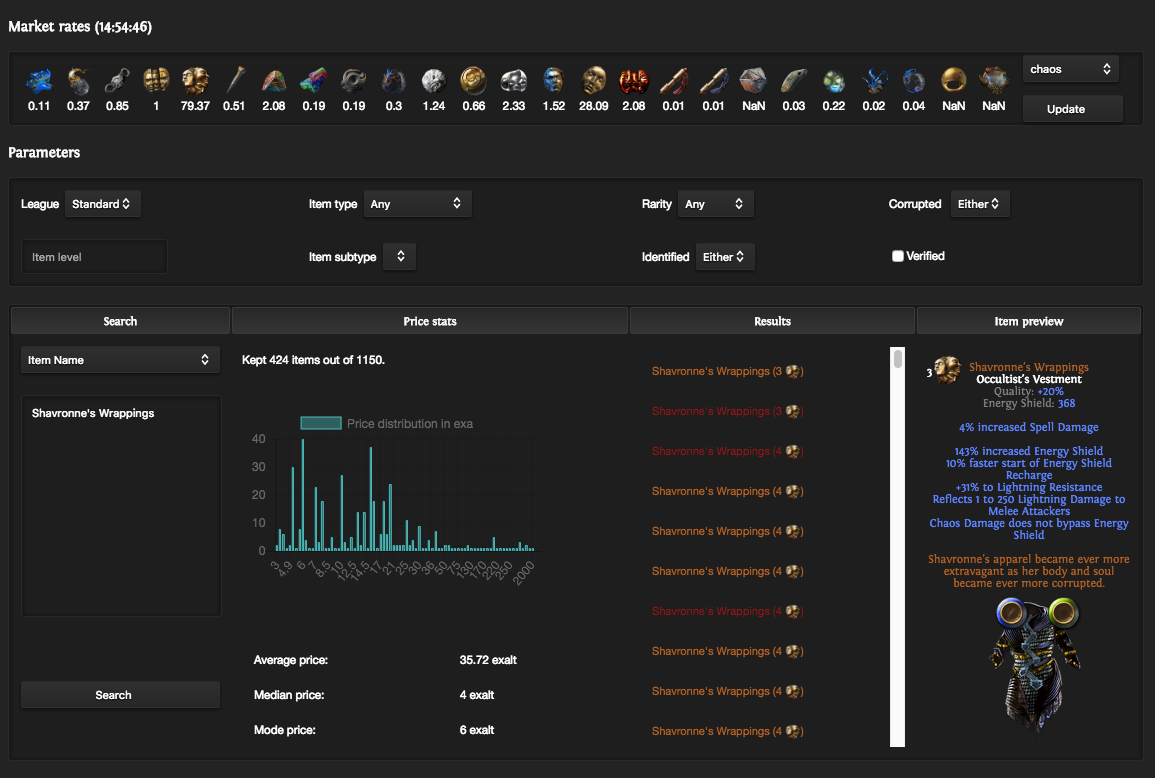 Market rates (14:54:46)
0.11 0.37 0.85 1 79.37 0.51 2.08 0.19 0.19 0.3 1.24 0.66 2.33 1.52 28.09 2.08 0.01 0.01 NaN 0.03 0.22 0.02 0.04 NaN NaN
chaos
Update
Parameters
League Standard Item type Any Rarity Any Corrupted Either
Item level Item subtype Identified Either Verified
Search Price stats Results Item preview
Item Name
Shavronne's Wrappings
Search
Kept 424 items out of 1150.
Price distribution in exa
40
30
20
10
0
3 4.9 6 7 8.5 10 12.5 14.5 17 21 25 30 36 50 75 130 170 220 250 2000
Average price: 35.72 exalt
Median price: 4 exalt
Mode price: 6 exalt
Shavronne's Wrappings (3 )
Shavronne's Wrappings (3 )
Shavronne's Wrappings (4 )
Shavronne's Wrappings (4 )
Shavronne's Wrappings (4 )
Shavronne's Wrappings (4 )
Shavronne's Wrappings (4 )
Shavronne's Wrappings (4 )
Shavronne's Wrappings (4 )
Shavronne's Wrappings (4 )
3
Shavronne's Wrappings
Occultist's Vestment
Quality: +20%
Energy Shield: 368
4% increased Spell Damage
143% increased Energy Shield
10% faster start of Energy Shield
Recharge
+31% to Lightning Resistance
Reflects 1 to 250 Lightning Damage to
Melee Attackers
Chaos Damage does not bypass Energy
Shield
Shavronne's apparel became ever more
extravagant as her body and soul
became ever more corrupted.